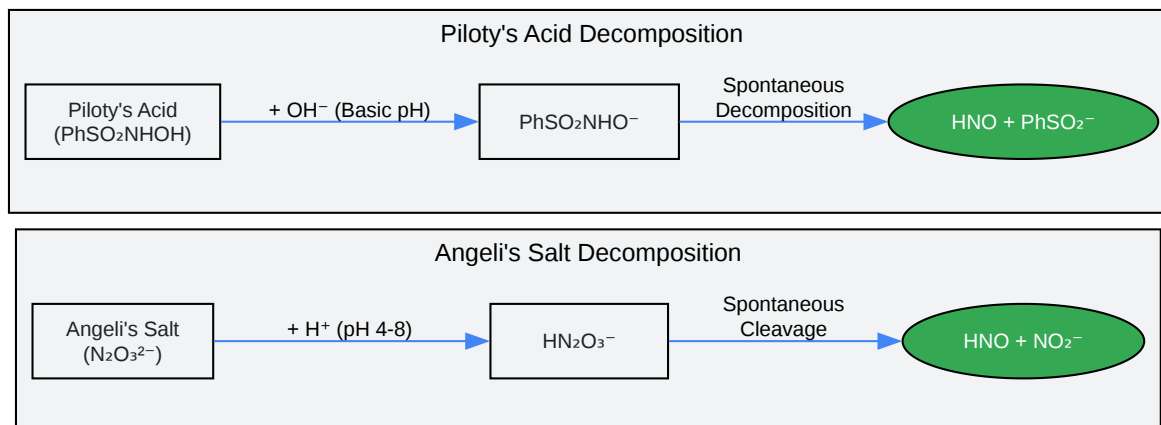 Piloty's Acid Decomposition
Piloty's Acid
(PhSO₂NHOH)
+ OH⁻ (Basic pH)
PhSO₂NHO⁻
Spontaneous
Decomposition
HNO + PhSO₂⁻
Angeli's Salt Decomposition
Angeli's Salt
(N₂O₃²⁻)
+ H⁺ (pH 4-8)
HN₂O₃⁻
Spontaneous
Cleavage
HNO + NO₂⁻